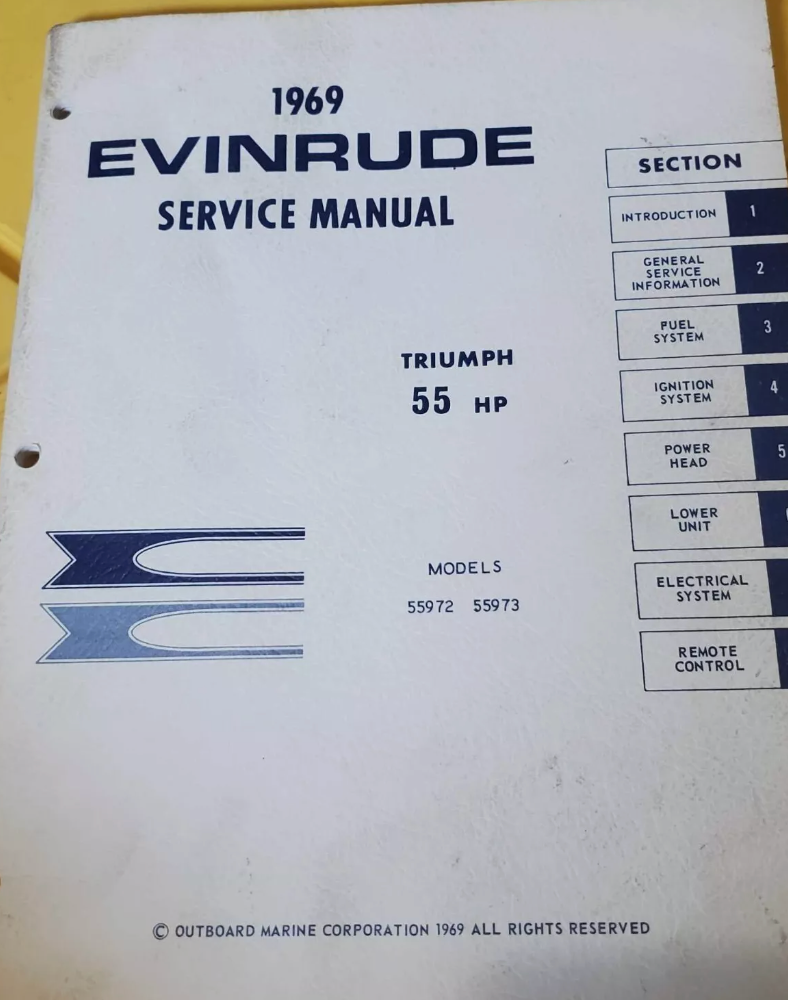 1969
EVINRUDE
SERVICE MANUAL
TRIUMPH
55 HP
MODELS
55972 55973
SECTION
INTRODUCTION 1
GENERAL
SERVICE 2
INFORMATION
FUEL 3
SYSTEM
IGNITION 4
SYSTEM
POWER 5
HEAD
LOWER
UNIT
ELECTRICAL
SYSTEM
REMOTE
CONTROL
© OUTBOARD MARINE CORPORATION 1969 ALL RIGHTS RESERVED